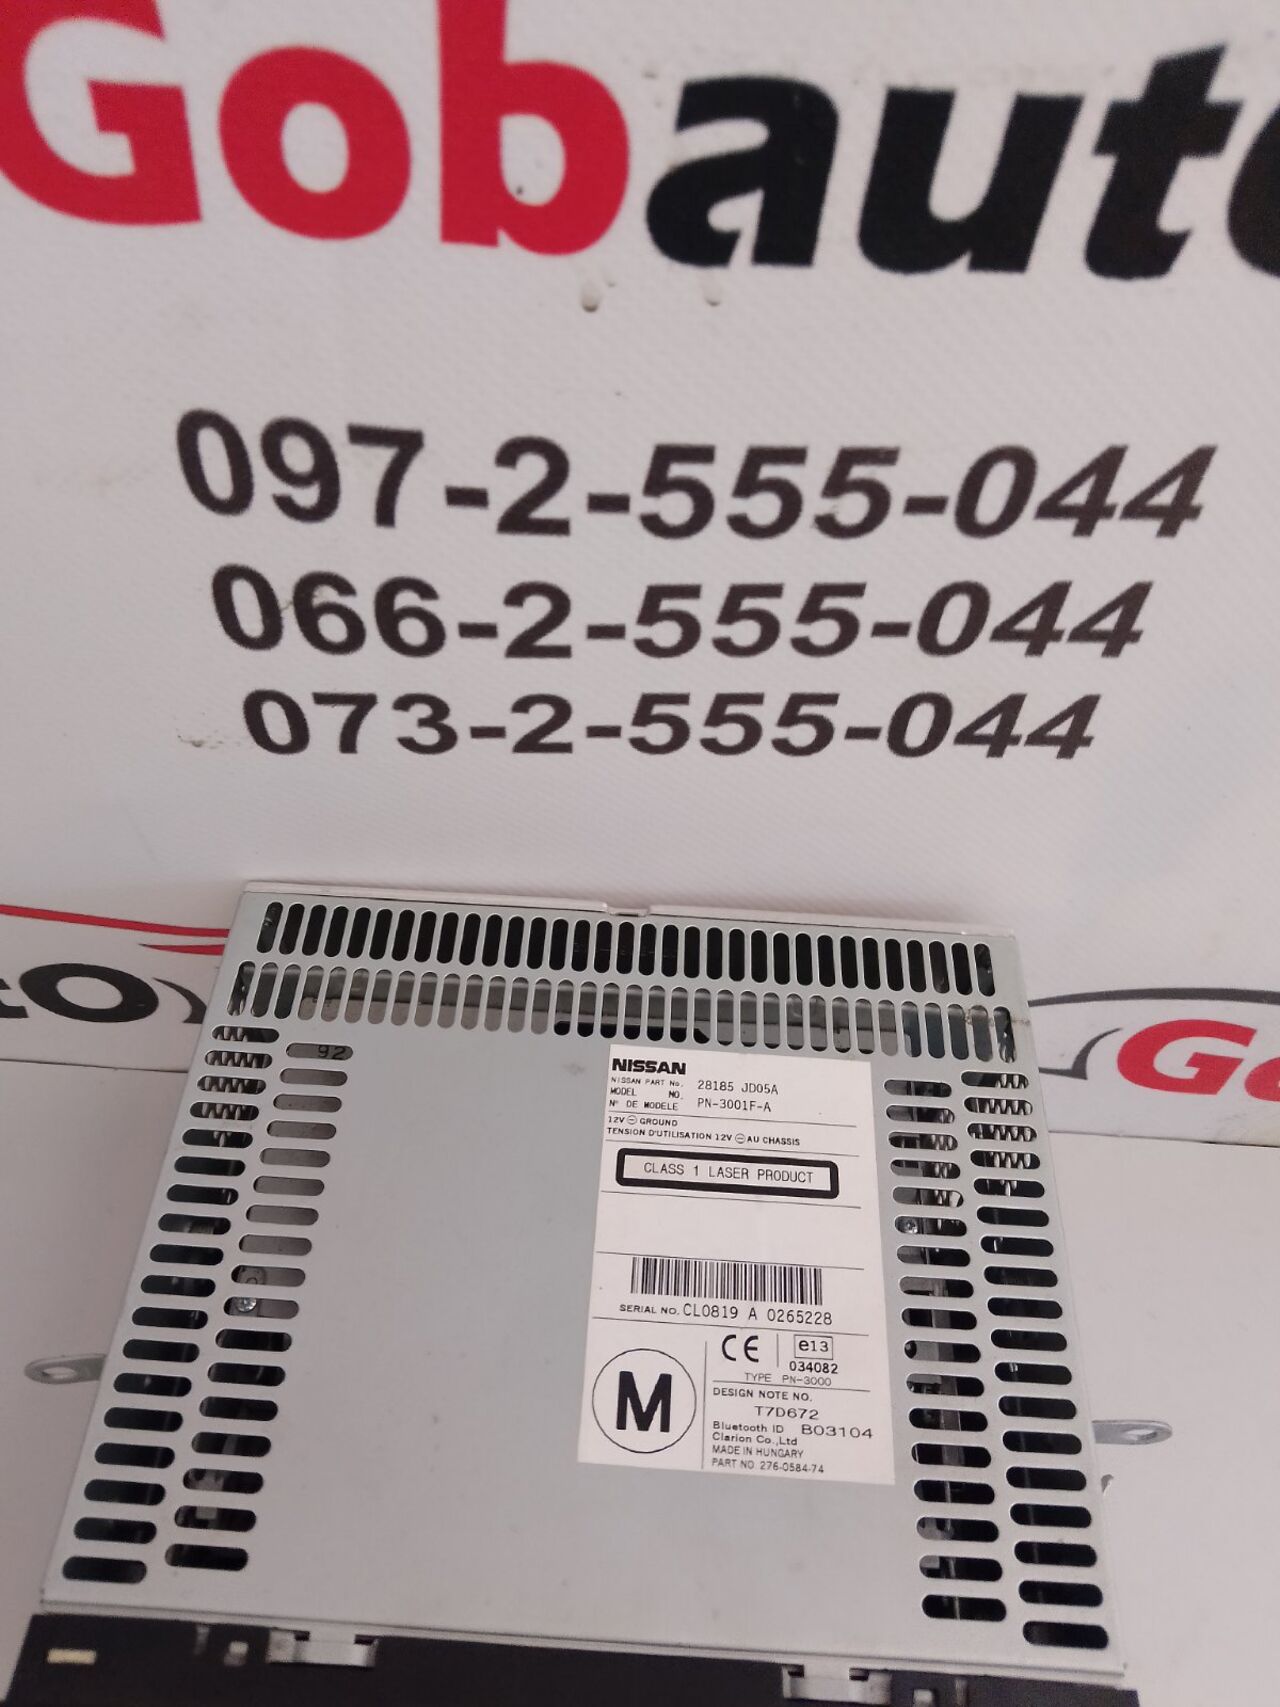 Gobauto
097-2-555-044
066-2-555-044
073-2-555-044
92
NISSAN
NISSAN PART No. 28185 JD05A
MODEL NO.
N° DE MODELE PN-3001F-A
12V ⊖ GROUND
TENSION D'UTILISATION 12V ⊖ AU CHASSIS
CLASS 1 LASER PRODUCT
SERIAL NO. CL0819 A 0265228
CE e13
034082
TYPE PN-3000
M
DESIGN NOTE NO.
T7D672
Bluetooth ID B03104
Clarion Co.,Ltd
MADE IN HUNGARY
PART NO. 276-0584-74